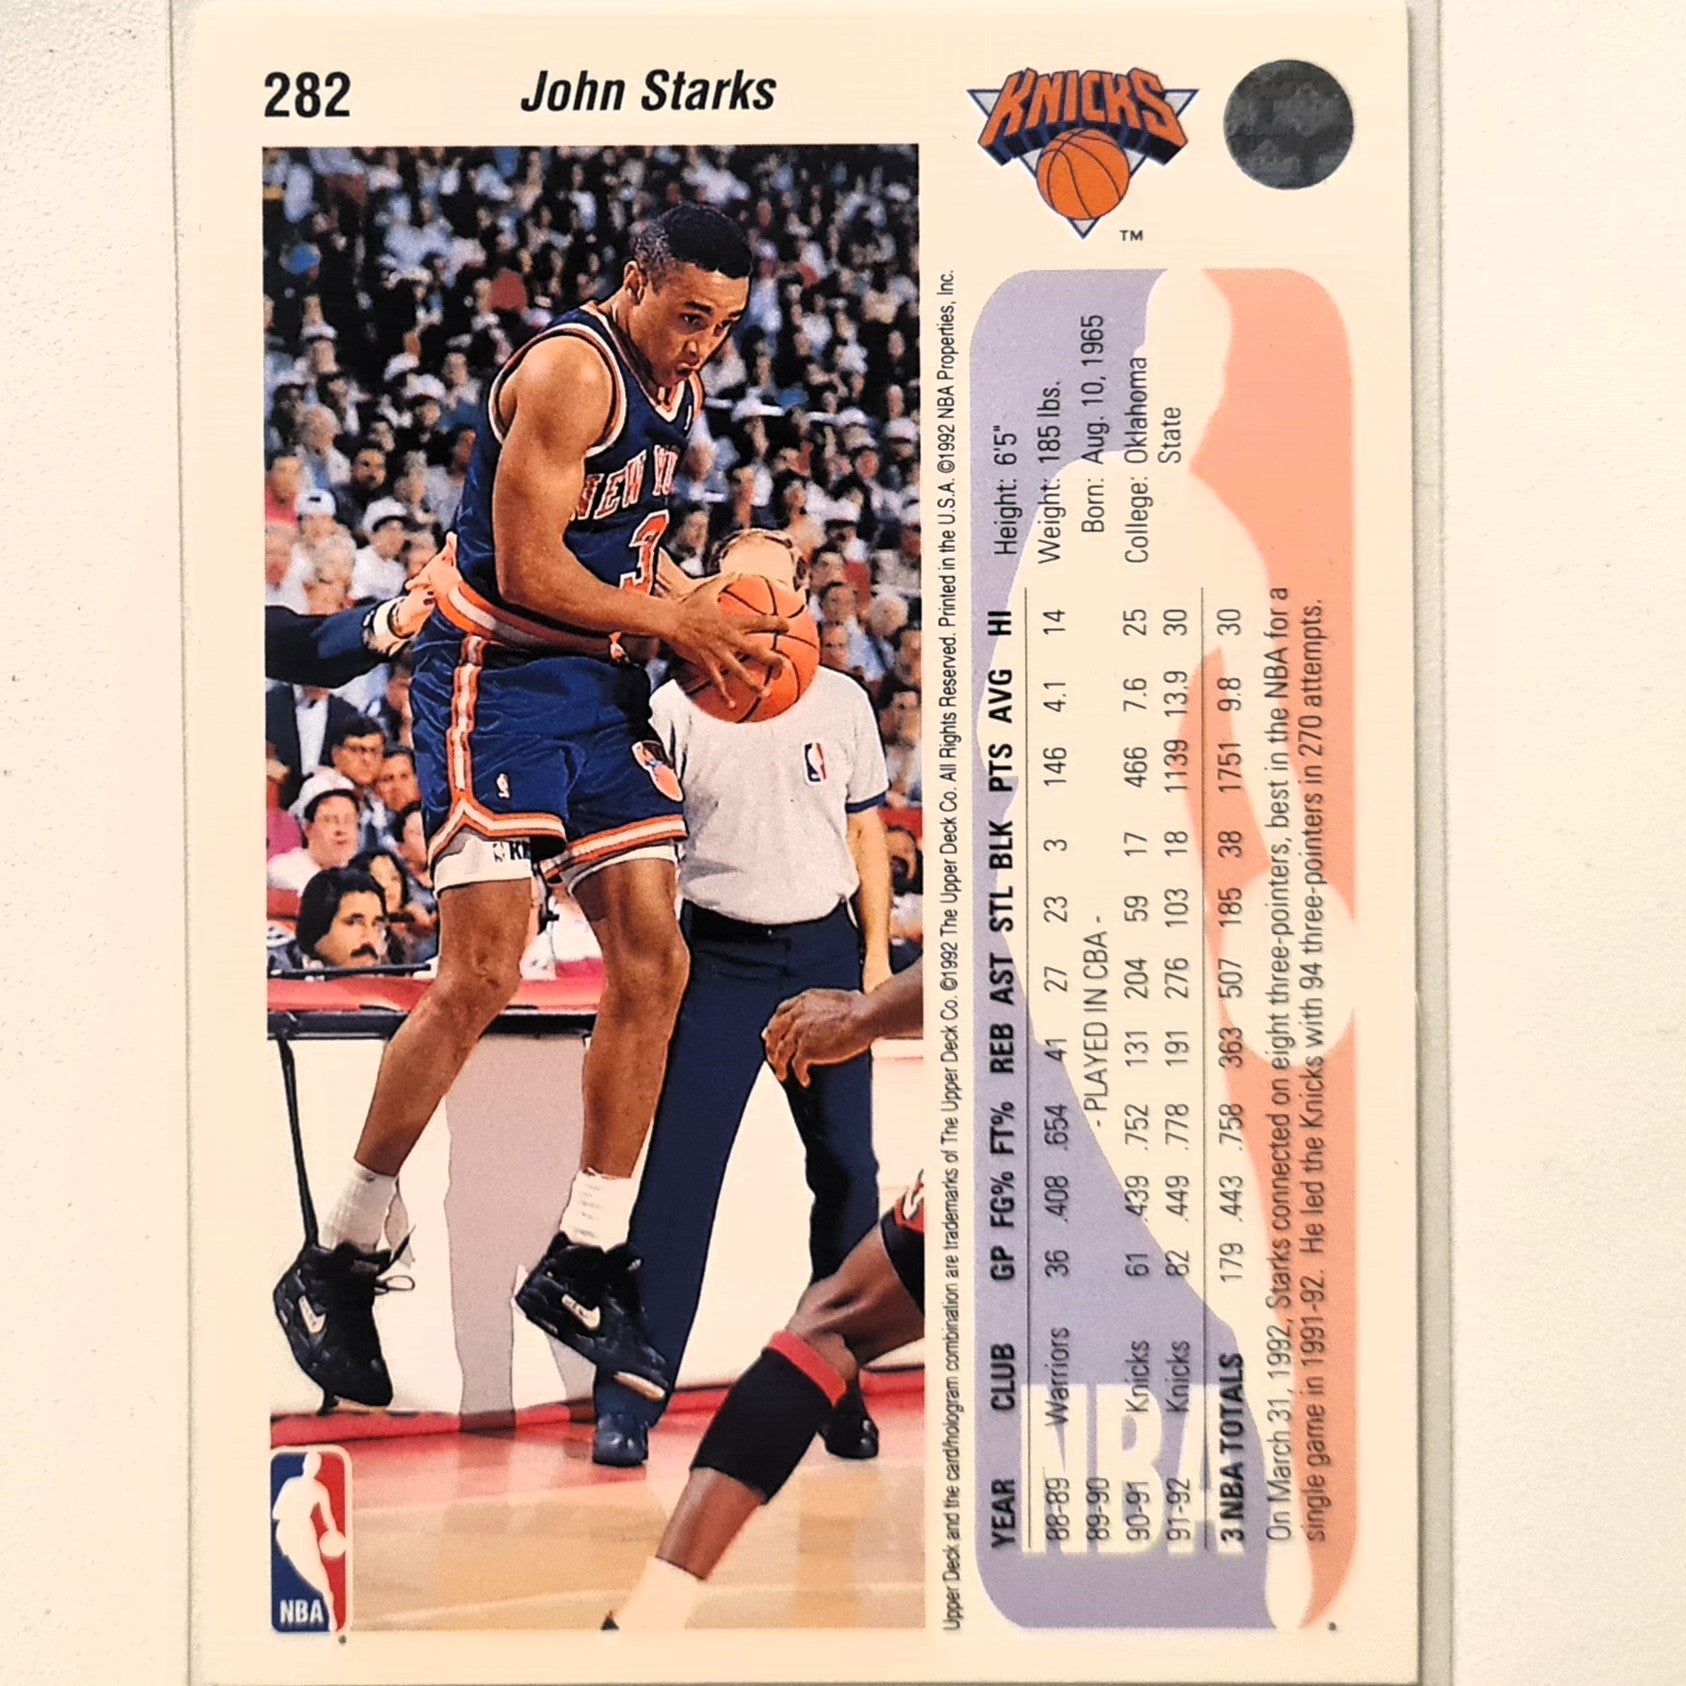 282
John Starks
KNICKS
TM
NEW YO
3
NBA
Upper Deck and the card/hologram combination are trademarks of The Upper Deck Co. ©1992 The Upper Deck Co. All Rights Reserved. Printed in the U.S.A. ©1992 NBA Properties, Inc.
Height: 6'5"
Weight: 185 lbs.
Born: Aug. 10, 1965
College: Oklahoma
State
YEAR CLUB GP FG% FT% REB AST STL BLK PTS AVG HI
88-89 Warriors 36 .408 .654 41 27 23 3 146 4.1 14
89-90 - PLAYED IN CBA -
90-91 Knicks 61 .439 .752 131 204 59 17 466 7.6 25
91-92 Knicks 82 .449 .778 191 276 103 18 1139 13.9 30
3 NBA TOTALS 179 .443 .758 363 507 185 38 1751 9.8 30
On March 31, 1992, Starks connected on eight three-pointers, best in the NBA for a
single game in 1991-92. He led the Knicks with 94 three-pointers in 270 attempts.
NBA